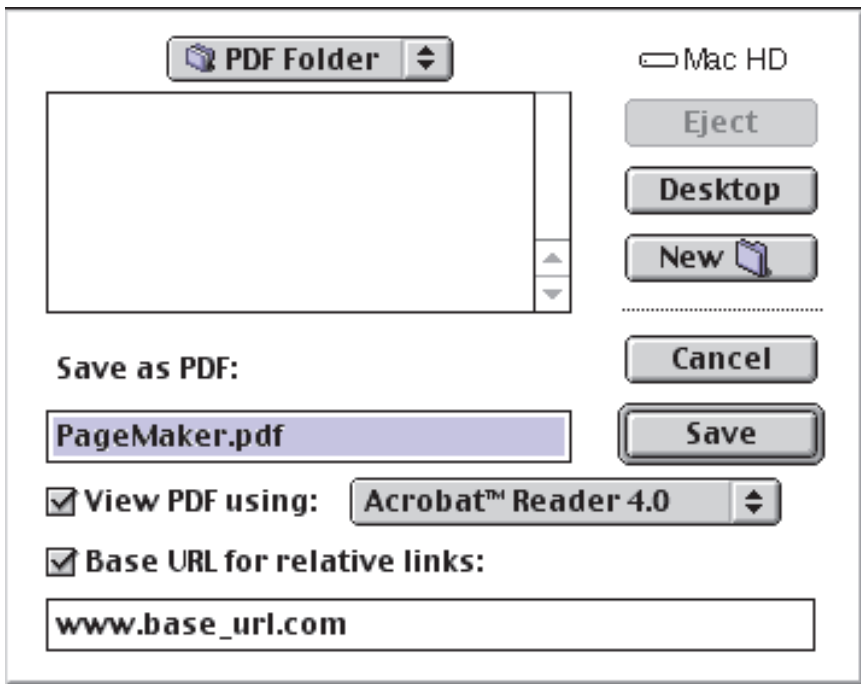 PDF Folder
Mac HD
Eject
Desktop
New
Cancel
Save as PDF:
PageMaker.pdf
Save
View PDF using:
Acrobat™ Reader 4.0
Base URL for relative links:
www.base_url.com